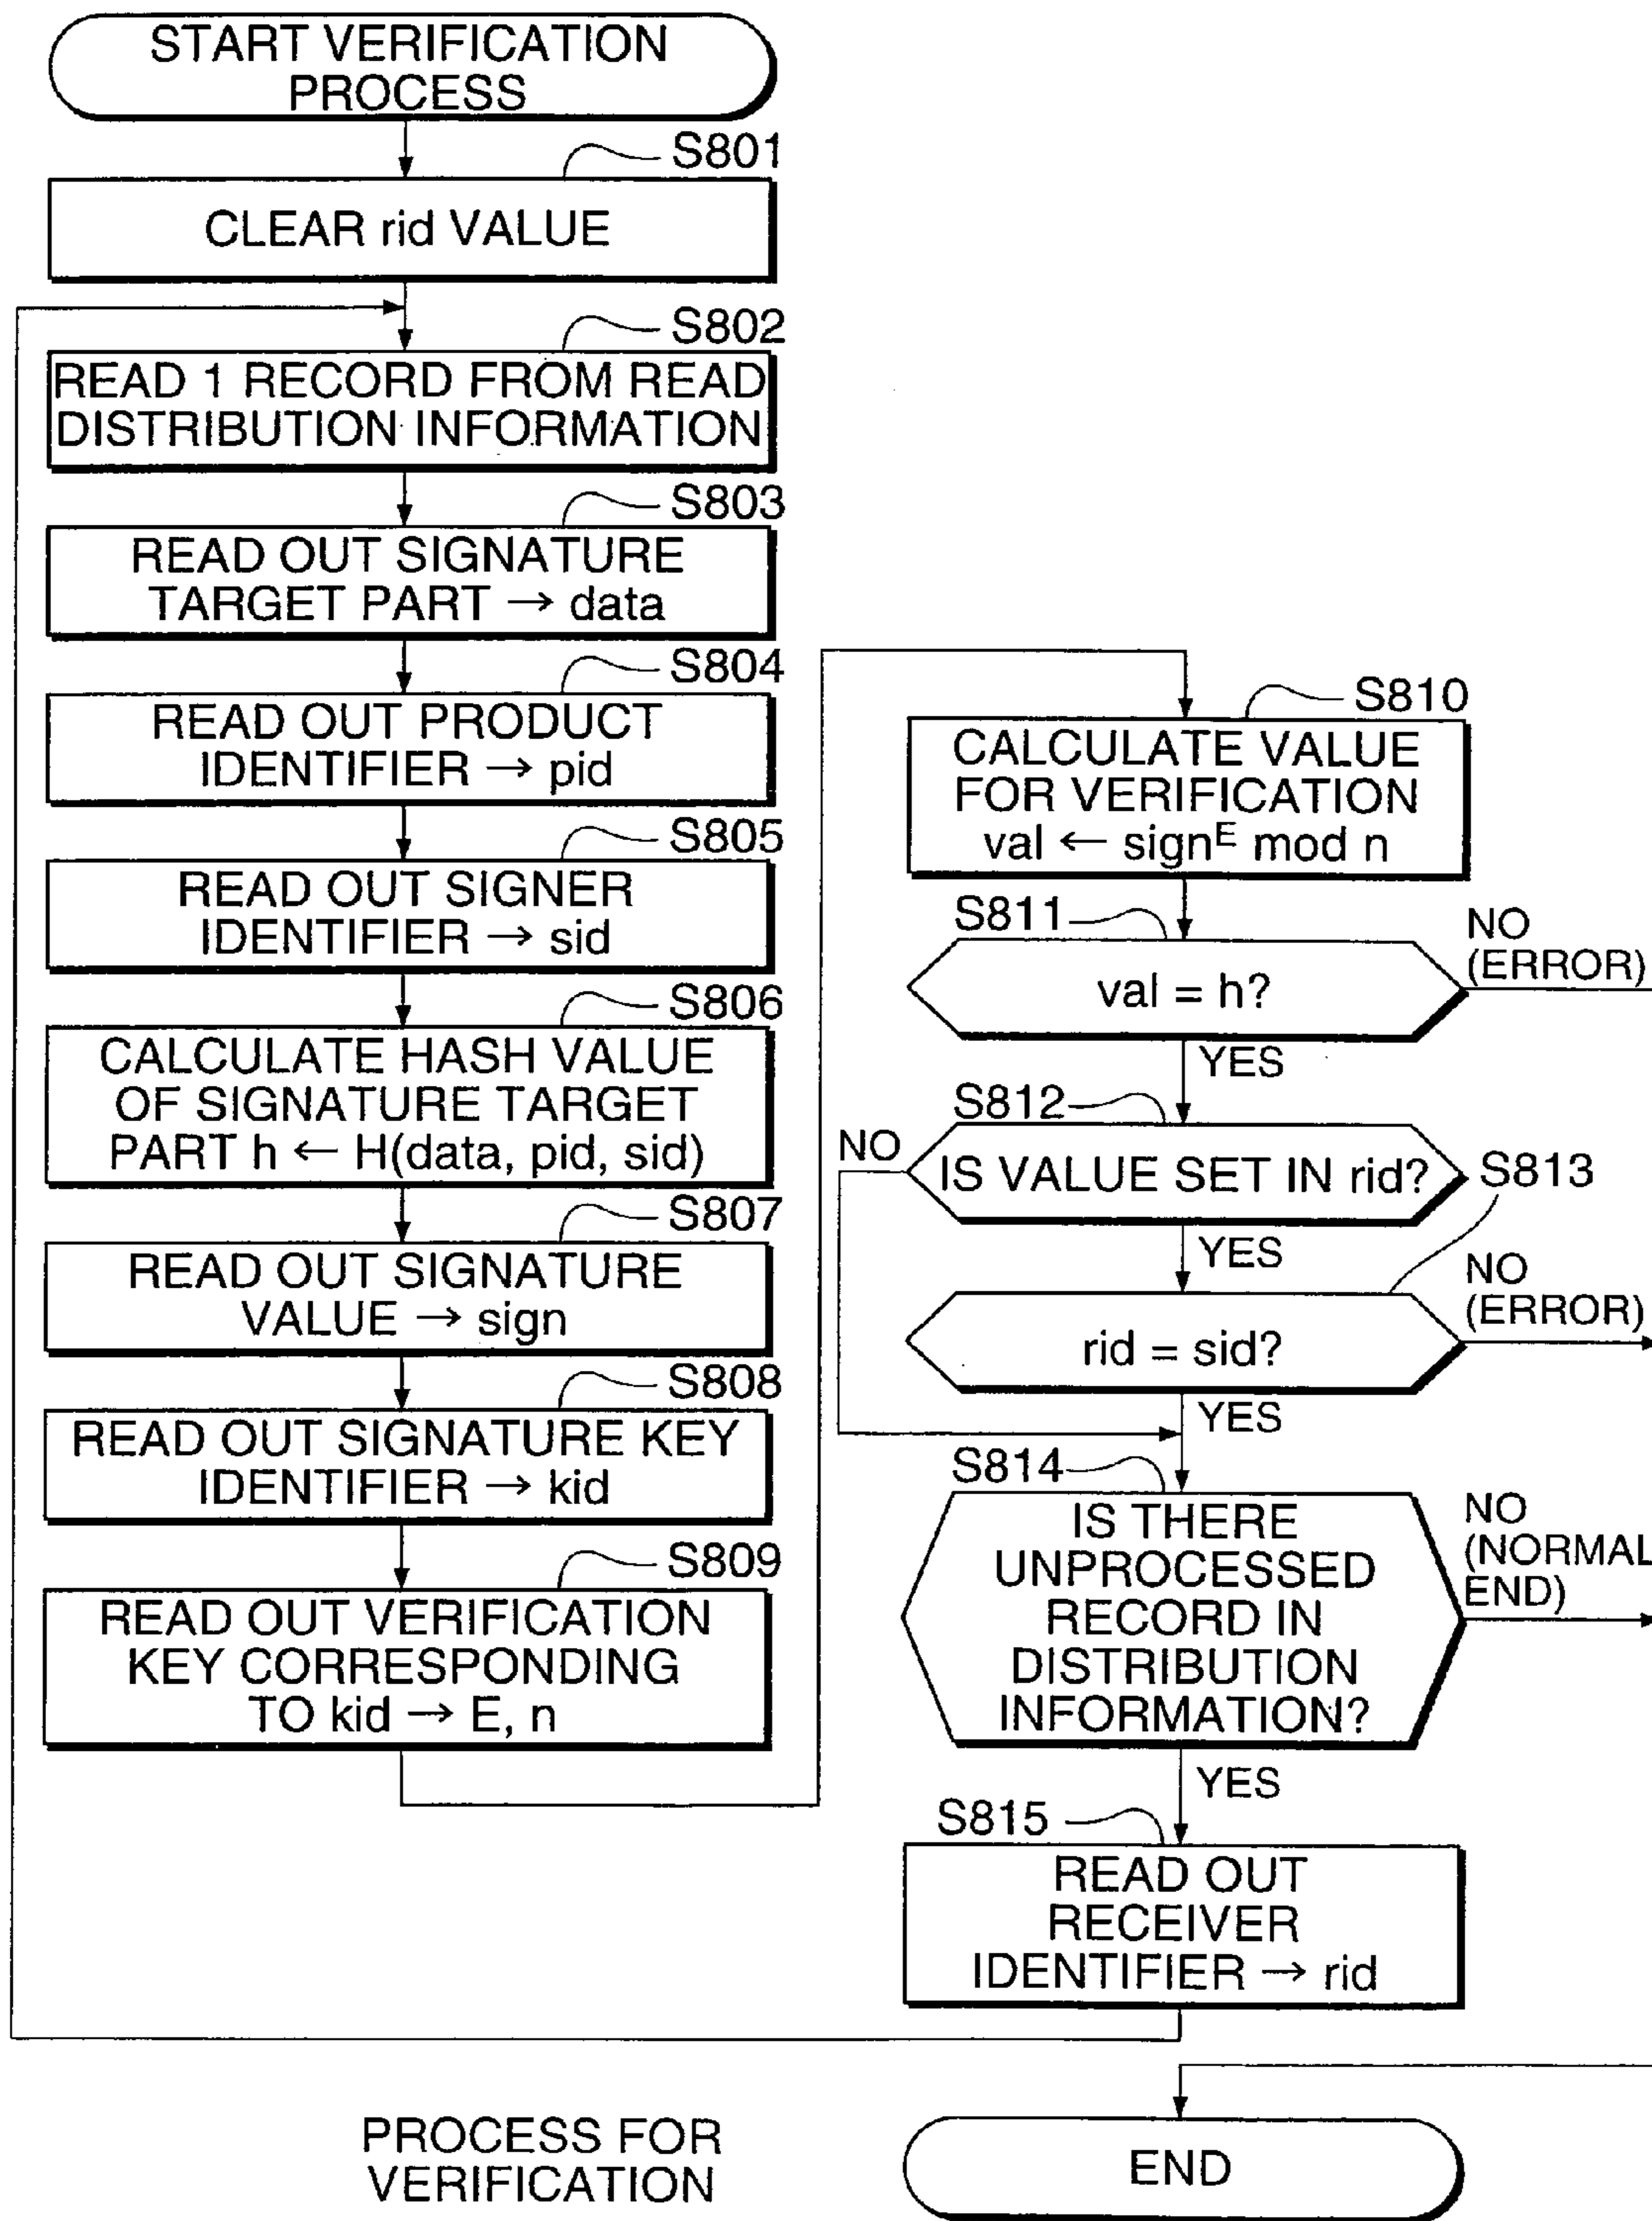 START VERIFICATION
PROCESS
S801
CLEAR rid VALUE
S802
READ 1 RECORD FROM READ
DISTRIBUTION INFORMATION
S803
READ OUT SIGNATURE
TARGET PART → data
S804
READ OUT PRODUCT
IDENTIFIER → pid
S805
READ OUT SIGNER
IDENTIFIER → sid
S806
CALCULATE HASH VALUE
OF SIGNATURE TARGET
PART h ← H(data, pid, sid)
S807
READ OUT SIGNATURE
VALUE → sign
S808
READ OUT SIGNATURE KEY
IDENTIFIER → kid
S809
READ OUT VERIFICATION
KEY CORRESPONDING
TO kid → E, n
S810
CALCULATE VALUE
FOR VERIFICATION
val ← sign^E mod n
S811
val = h?
NO
(ERROR)
YES
S812
IS VALUE SET IN rid?
NO
YES
S813
rid = sid?
NO
(ERROR)
YES
S814
IS THERE
UNPROCESSED
RECORD IN
DISTRIBUTION
INFORMATION?
NO
(NORMAL
END)
YES
S815
READ OUT
RECEIVER
IDENTIFIER → rid
END
PROCESS FOR
VERIFICATION